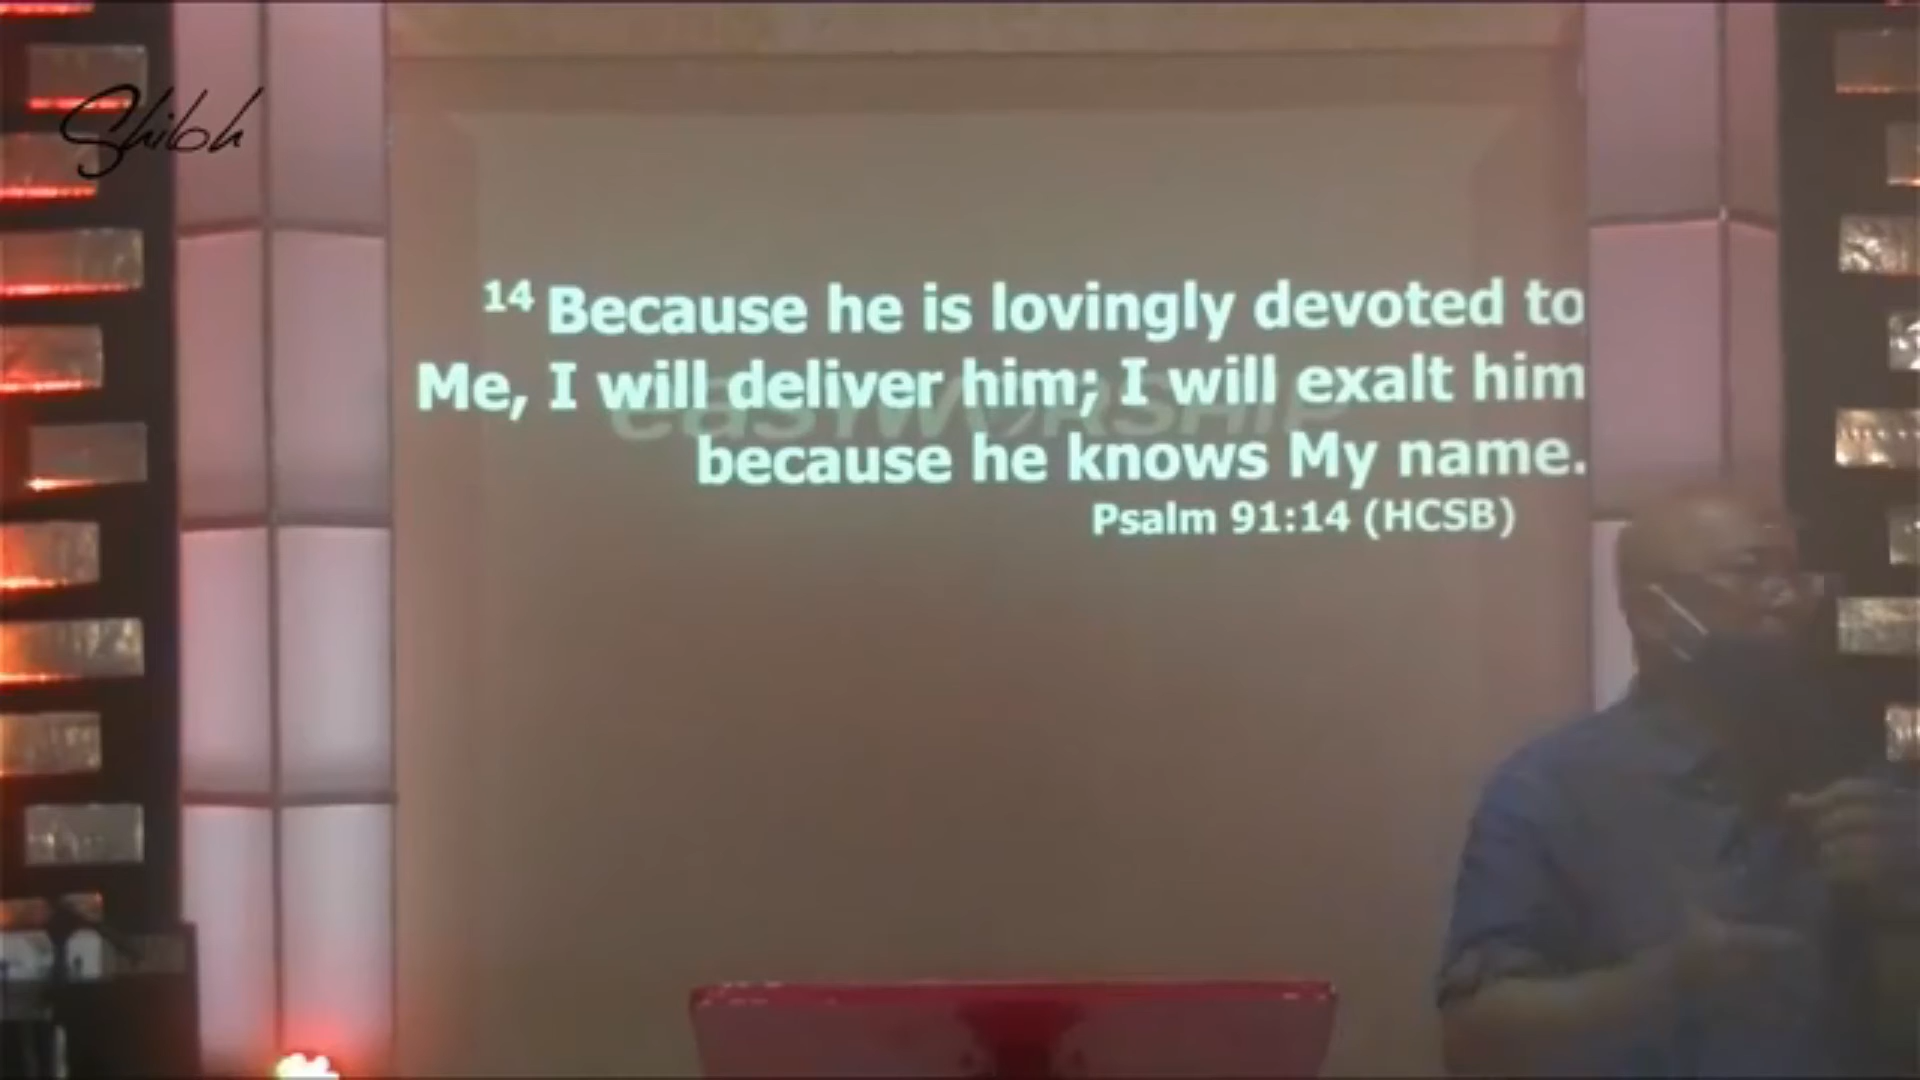 Shiloh
14 Because he is lovingly devoted to
Me, I will deliver him; I will exalt him
easyworship
because he knows My name.
Psalm 91:14 (HCSB)